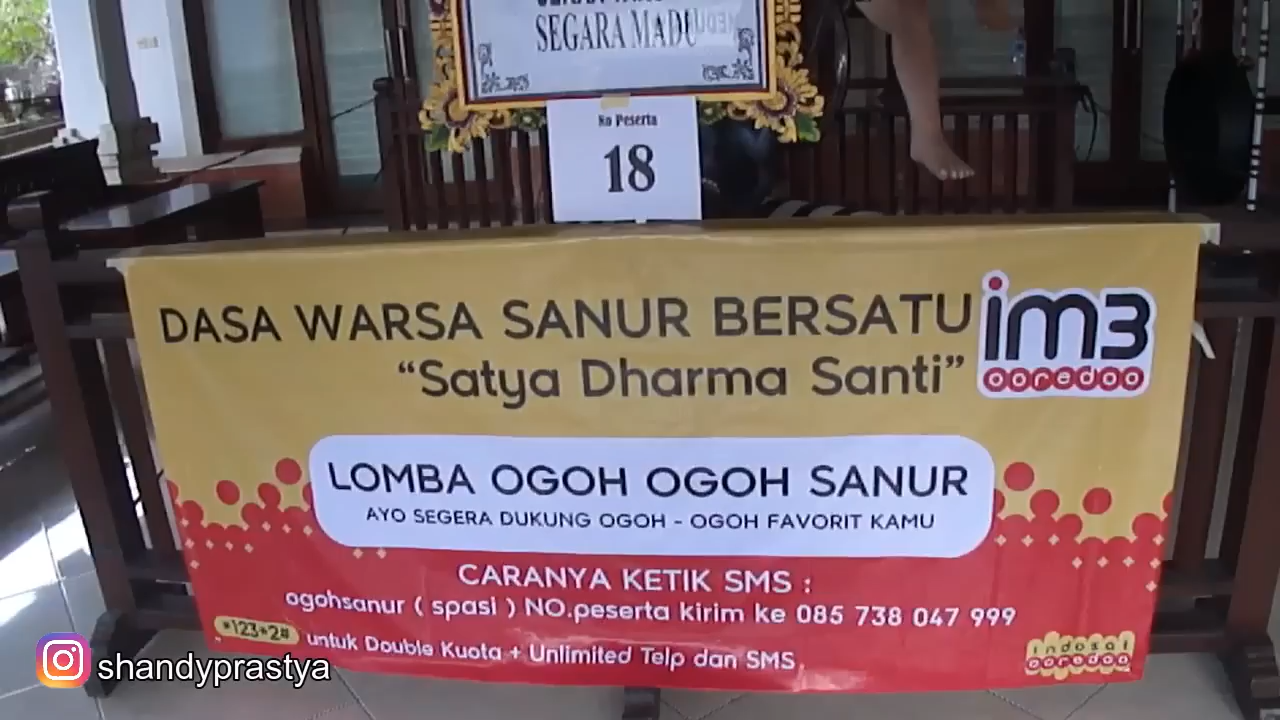 SEGARA MADU
No Peserta
18
DASA WARSA SANUR BERSATU
"Satya Dharma Santi"
im3
ooredoo
LOMBA OGOH OGOH SANUR
AYO SEGERA DUKUNG OGOH - OGOH FAVORIT KAMU
CARANYA KETIK SMS :
ogohsanur ( spasi ) NO.peserta kirim ke 085 738 047 999
*123*2# untuk Double Kuota + Unlimited Telp dan SMS
indosat
ooredoo
shandyprastya